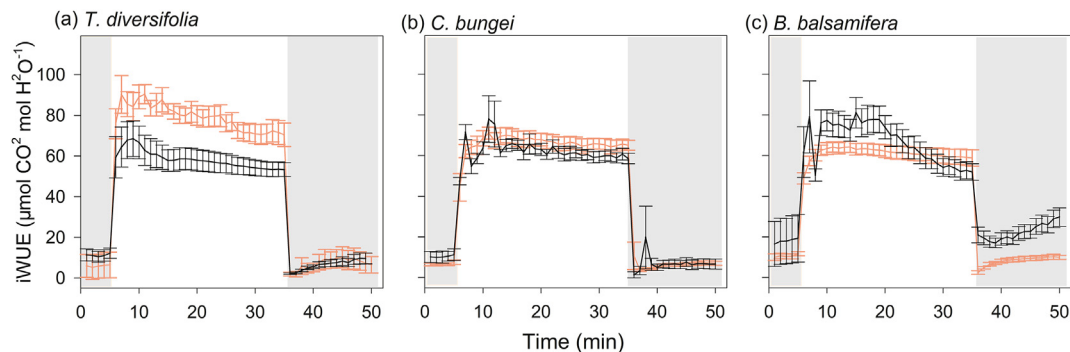 (a) T. diversifolia
(b) C. bungei
(c) B. balsamifera
iWUE (µmol CO² mol H²O⁻¹)
100
80
60
40
20
0
0 10 20 30 40 50
0 10 20 30 40 50
0 10 20 30 40 50
Time (min)